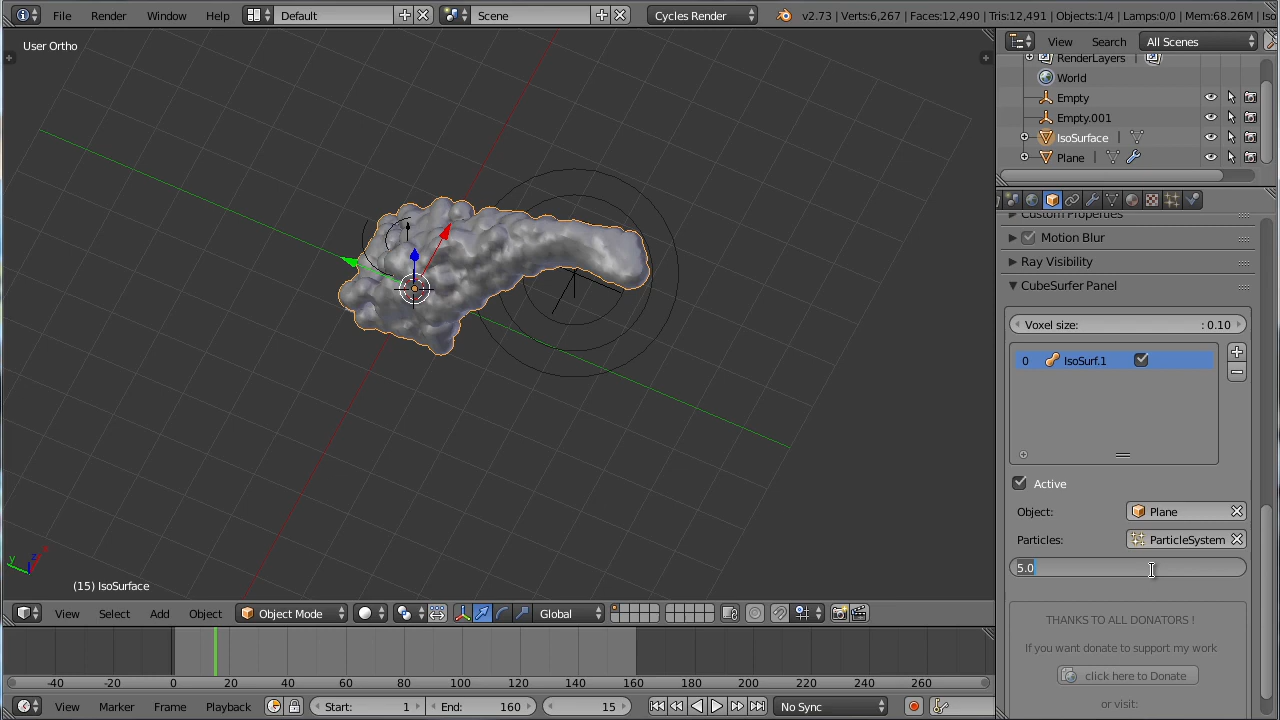 File Render Window Help Default Scene Cycles Render v2.73 | Verts:6,267 | Faces:12,490 | Tris:12,491 | Objects:1/4 | Lamps:0/0 | Mem:68.26M | Iso
User Ortho
View Search All Scenes
RenderLayers
World
Empty
Empty.001
IsoSurface
Plane
Custom Properties
Motion Blur
Ray Visibility
CubeSurfer Panel
Voxel size: : 0.10
0 IsoSurf.1
Active
Object: Plane
Particles: ParticleSystem
5.0
THANKS TO ALL DONATORS !
If you want donate to support my work
click here to Donate
or visit:
y z x
(15) IsoSurface
View Select Add Object Object Mode Global
-40 -20 0 20 40 60 80 100 120 140 160 180 200 220 240 260
View Marker Frame Playback Start: 1 End: 160 15 No Sync